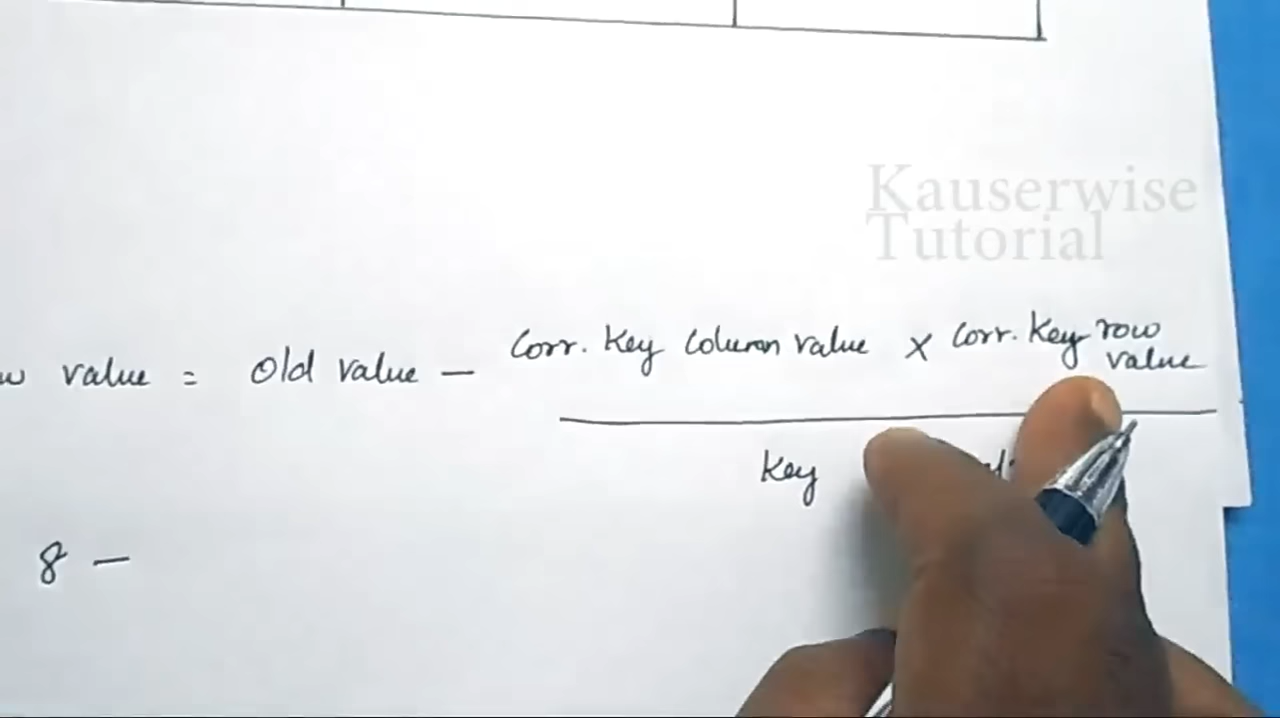 Kauserwise
Tutorial
value = Old value - Corr. Key Column value × Corr. Key row value
Key
8 -